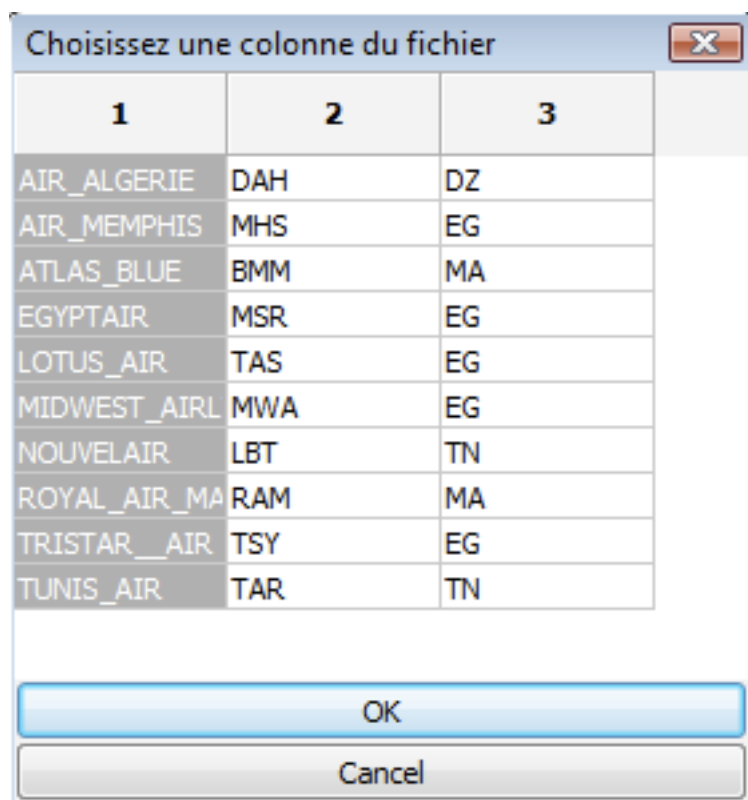 Choisissez une colonne du fichier
1 2 3
AIR_ALGERIE DAH DZ
AIR_MEMPHIS MHS EG
ATLAS_BLUE BMM MA
EGYPTAIR MSR EG
LOTUS_AIR TAS EG
MIDWEST_AIRL MWA EG
NOUVELAIR LBT TN
ROYAL_AIR_MA RAM MA
TRISTAR__AIR TSY EG
TUNIS_AIR TAR TN
OK
Cancel